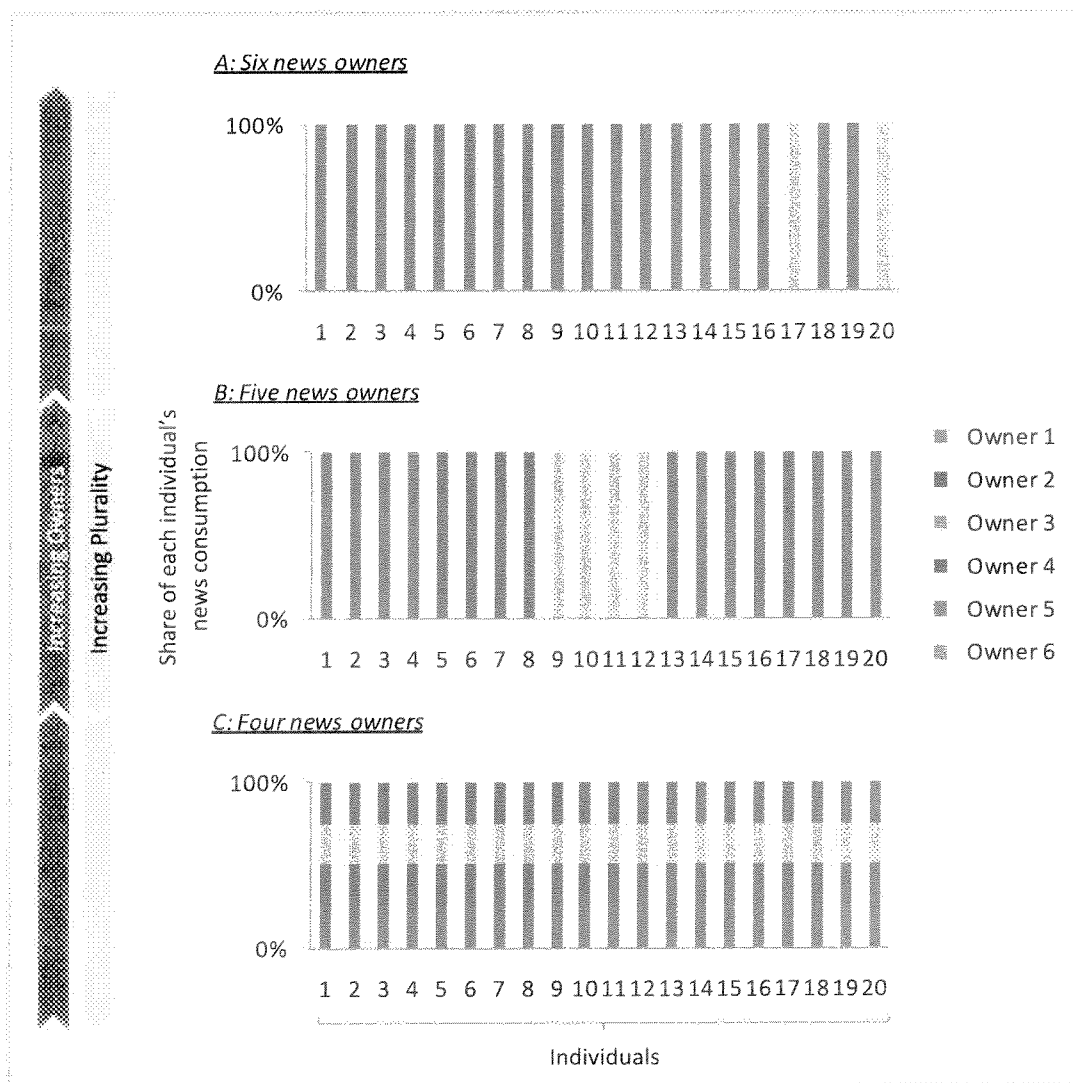 A: Six news owners
100%
0%
1 2 3 4 5 6 7 8 9 10 11 12 13 14 15 16 17 18 19 20
B: Five news owners
100%
0%
1 2 3 4 5 6 7 8 9 10 11 12 13 14 15 16 17 18 19 20
C: Four news owners
100%
0%
1 2 3 4 5 6 7 8 9 10 11 12 13 14 15 16 17 18 19 20
Individuals
Increasing Owners
Increasing Plurality
Share of each individual's
news consumption
Owner 1
Owner 2
Owner 3
Owner 4
Owner 5
Owner 6